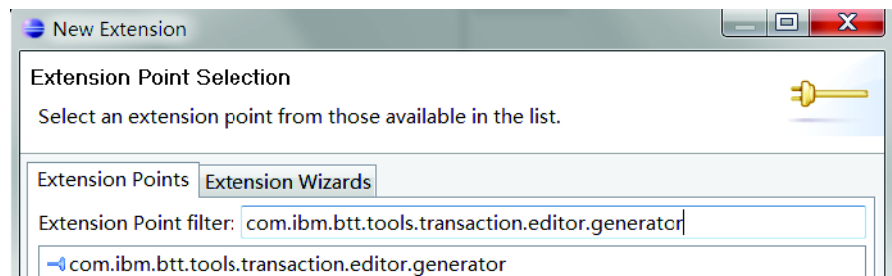 New Extension
Extension Point Selection
Select an extension point from those available in the list.
Extension Points Extension Wizards
Extension Point filter: com.ibm.btt.tools.transaction.editor.generator
com.ibm.btt.tools.transaction.editor.generator